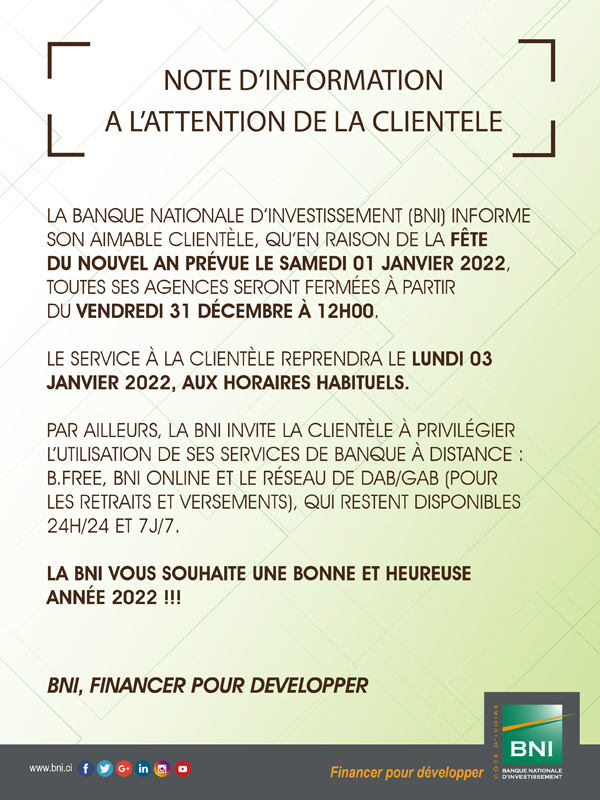 NOTE D'INFORMATION
A L'ATTENTION DE LA CLIENTELE
LA BANQUE NATIONALE D'INVESTISSEMENT (BNI) INFORME
SON AIMABLE CLIENTÈLE, QU'EN RAISON DE LA FÊTE
DU NOUVEL AN PRÉVUE LE SAMEDI 01 JANVIER 2022,
TOUTES SES AGENCES SERONT FERMÉES À PARTIR
DU VENDREDI 31 DÉCEMBRE À 12H00.
LE SERVICE À LA CLIENTÈLE REPRENDRA LE LUNDI 03
JANVIER 2022, AUX HORAIRES HABITUELS.
PAR AILLEURS, LA BNI INVITE LA CLIENTÈLE À PRIVILÉGIER
L'UTILISATION DE SES SERVICES DE BANQUE À DISTANCE :
B.FREE, BNI ONLINE ET LE RÉSEAU DE DAB/GAB (POUR
LES RETRAITS ET VERSEMENTS), QUI RESTENT DISPONIBLES
24H/24 ET 7J/7.
LA BNI VOUS SOUHAITE UNE BONNE ET HEUREUSE
ANNÉE 2022 !!!
BNI, FINANCER POUR DEVELOPPER
www.bni.ci
Financer pour développer
CÔTE D'IVOIRE
BNI
BANQUE NATIONALE
D'INVESTISSEMENT